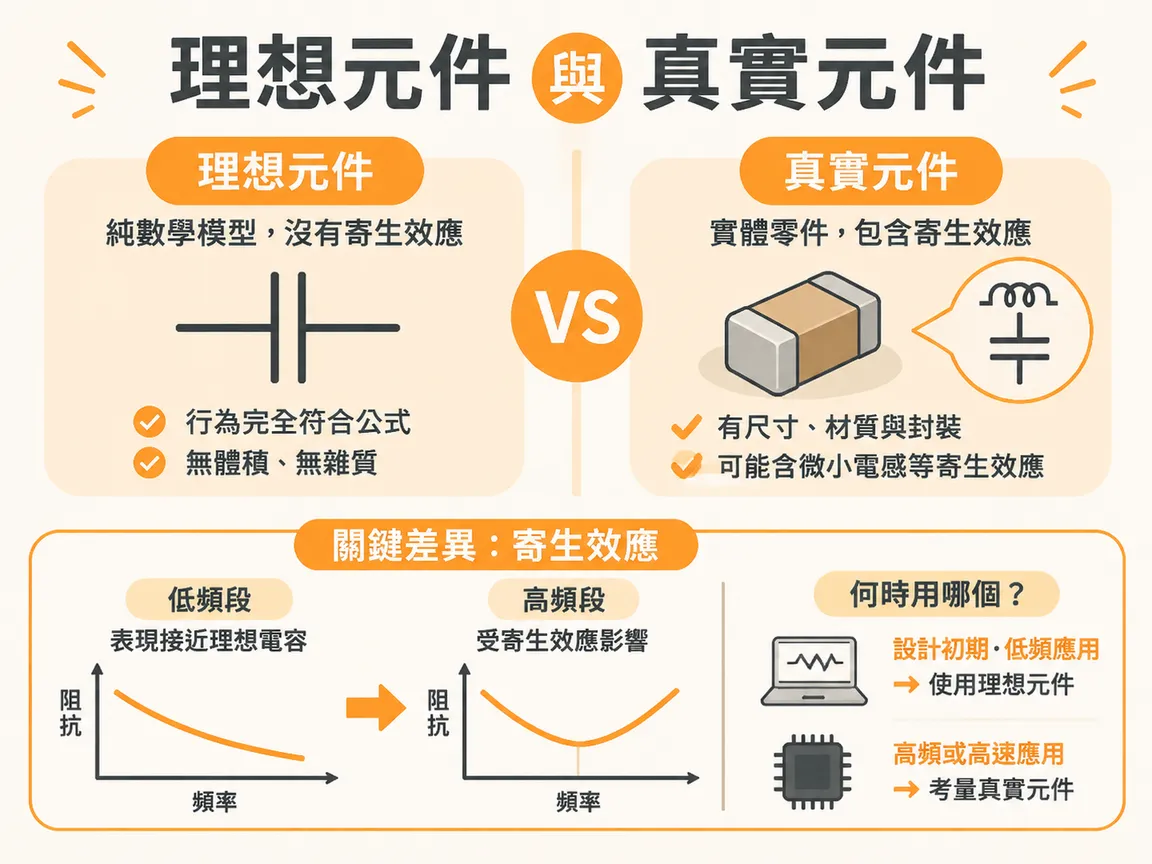 理想元件與真實元件
理想元件
純數學模型，沒有寄生效應
行為完全符合公式
無體積、無雜質
VS
真實元件
實體零件，包含寄生效應
有尺寸、材質與封裝
可能含微小電感等寄生效應
關鍵差異：寄生效應
低頻段
表現接近理想電容
阻抗
頻率
高頻段
受寄生效應影響
阻抗
頻率
何時用哪個？
設計初期·低頻應用
→ 使用理想元件
高頻或高速應用
→ 考量真實元件